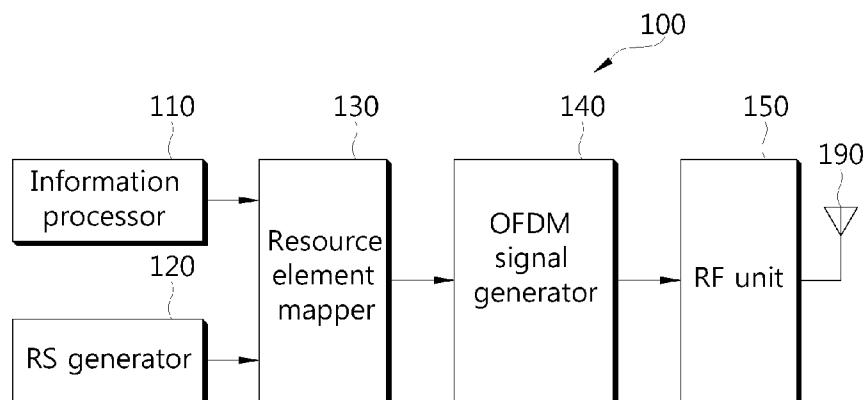 100
110
130
140
150
190
Information
processor
Resource
element
mapper
OFDM
signal
generator
RF unit
120
RS generator